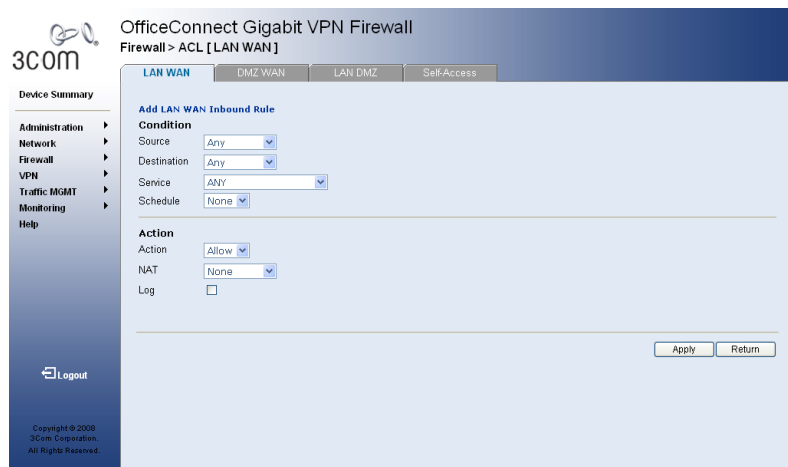 3COM
OfficeConnect Gigabit VPN Firewall
Firewall > ACL [ LAN WAN ]
LAN WAN
DMZ WAN
LAN DMZ
Self-Access
Device Summary
Administration
Network
Firewall
VPN
Traffic MGMT
Monitoring
Help
Logout
Copyright © 2008
3Com Corporation.
All Rights Reserved.
Add LAN WAN Inbound Rule
Condition
Source Any
Destination Any
Service ANY
Schedule None
Action
Action Allow
NAT None
Log
Apply Return